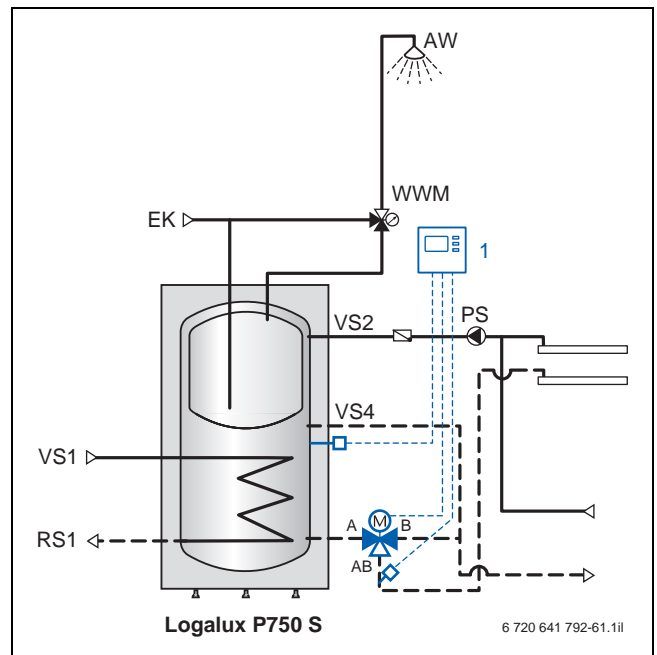 AW
WWM
EK
1
VS2
PS
VS4
VS1
M
A
B
RS1
AB
Logalux P750 S
6 720 641 792-61.1il